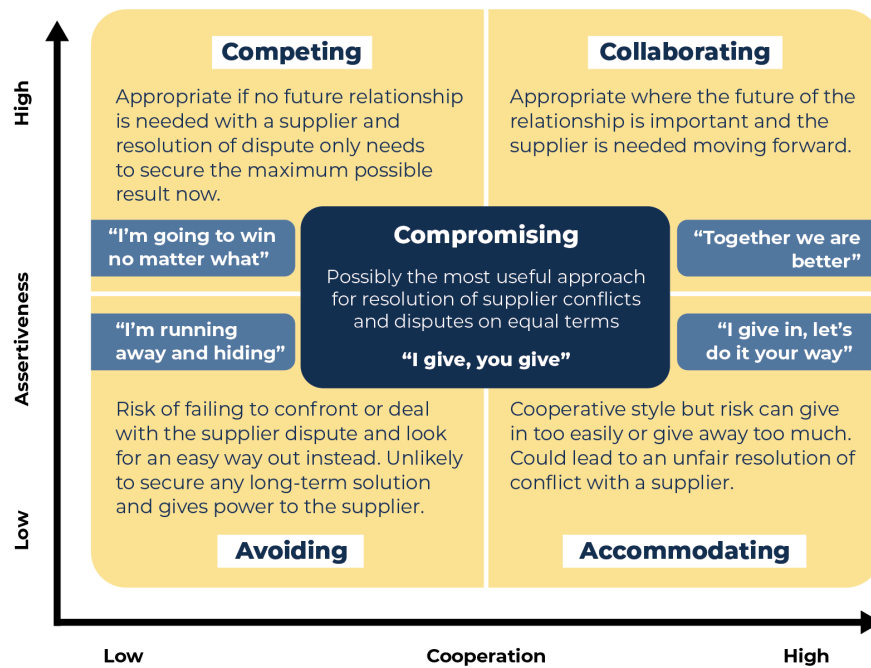 High
Assertiveness
Low
Competing
Appropriate if no future relationship
is needed with a supplier and
resolution of dispute only needs
to secure the maximum possible
result now.
“I’m going to win
no matter what”
Collaborating
Appropriate where the future of the
relationship is important and the
supplier is needed moving forward.
“Together we are
better”
Compromising
Possibly the most useful approach
for resolution of supplier conflicts
and disputes on equal terms
“I give, you give”
“I’m running
away and hiding”
Risk of failing to confront or deal
with the supplier dispute and look
for an easy way out instead. Unlikely
to secure any long-term solution
and gives power to the supplier.
Avoiding
“I give in, let’s
do it your way”
Cooperative style but risk can give
in too easily or give away too much.
Could lead to an unfair resolution of
conflict with a supplier.
Accommodating
Low
Cooperation
High